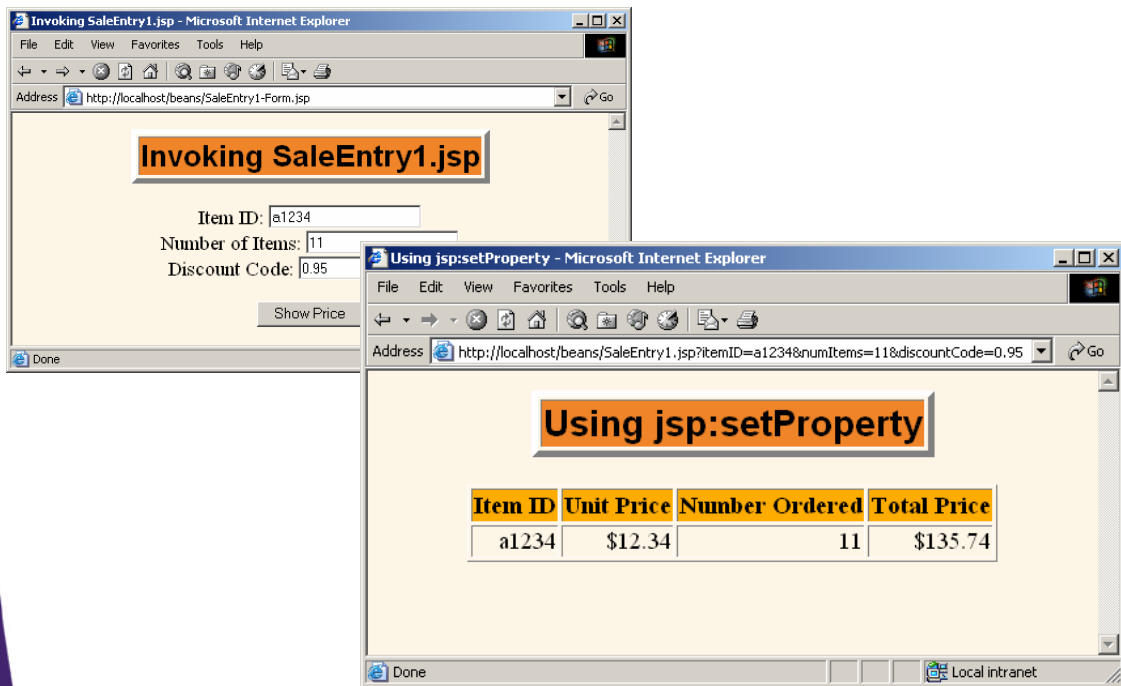 Invoking SaleEntry1.jsp - Microsoft Internet Explorer
File Edit View Favorites Tools Help
Address http://localhost/beans/SaleEntry1-Form.jsp Go
Invoking SaleEntry1.jsp
Item ID: a1234
Number of Items: 11
Discount Code: 0.95
Show Price
Done
Using jsp:setProperty - Microsoft Internet Explorer
File Edit View Favorites Tools Help
Address http://localhost/beans/SaleEntry1.jsp?itemID=a1234&numItems=11&discountCode=0.95 Go
Using jsp:setProperty
Item ID Unit Price Number Ordered Total Price
a1234 $12.34 11 $135.74
Done Local intranet